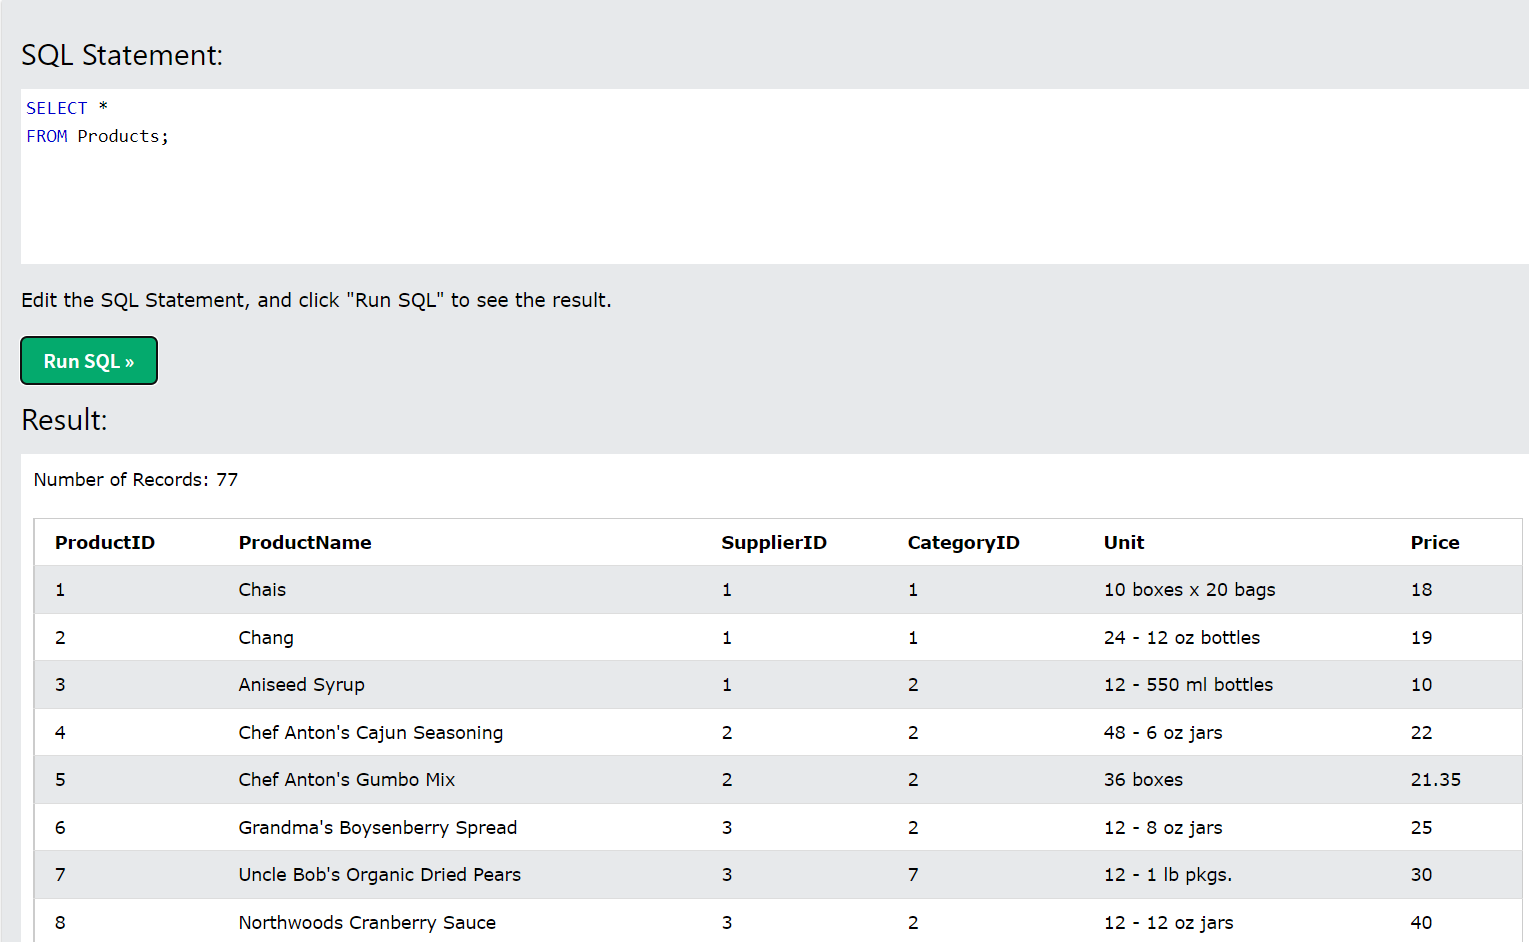 SQL Statement:
SELECT *
FROM Products;
Edit the SQL Statement, and click "Run SQL" to see the result.
Run SQL »
Result:
Number of Records: 77
ProductID ProductName SupplierID CategoryID Unit Price
1 Chais 1 1 10 boxes x 20 bags 18
2 Chang 1 1 24 - 12 oz bottles 19
3 Aniseed Syrup 1 2 12 - 550 ml bottles 10
4 Chef Anton's Cajun Seasoning 2 2 48 - 6 oz jars 22
5 Chef Anton's Gumbo Mix 2 2 36 boxes 21.35
6 Grandma's Boysenberry Spread 3 2 12 - 8 oz jars 25
7 Uncle Bob's Organic Dried Pears 3 7 12 - 1 lb pkgs. 30
8 Northwoods Cranberry Sauce 3 2 12 - 12 oz jars 40